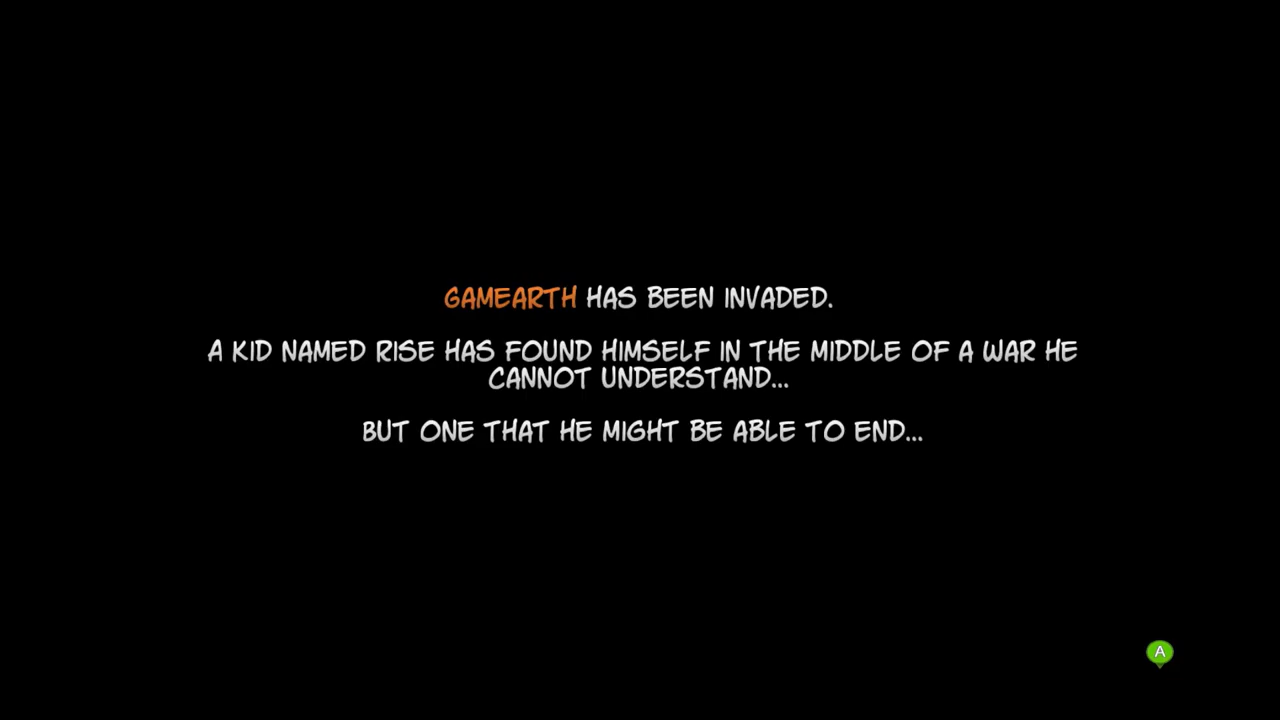 GAMEARTH HAS BEEN INVADED.
A KID NAMED RISE HAS FOUND HIMSELF IN THE MIDDLE OF A WAR HE
CANNOT UNDERSTAND...
BUT ONE THAT HE MIGHT BE ABLE TO END...
A